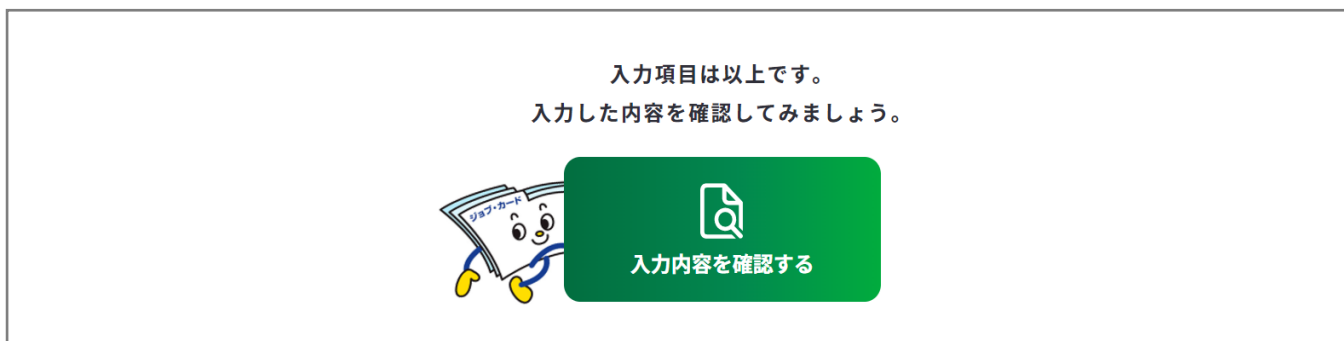 入力項目は以上です。
入力した内容を確認してみましょう。
ジョブ・カード
入力内容を確認する